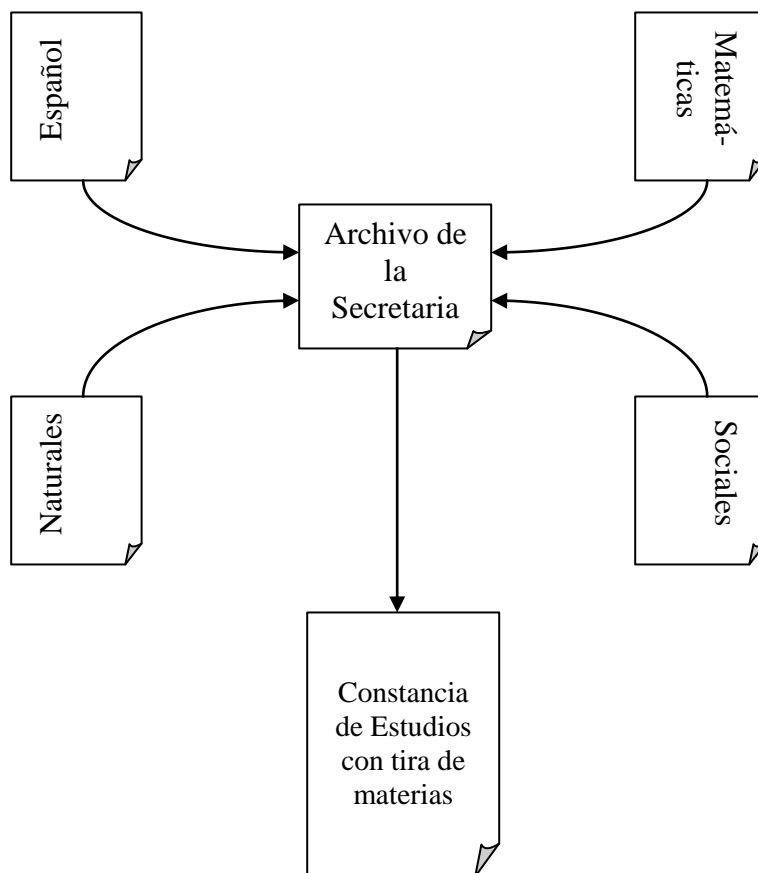 Español
Matemá-
ticas
Archivo de
la
Secretaria
Naturales
Sociales
Constancia
de Estudios
con tira de
materias